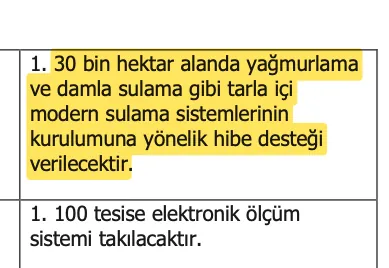 1. 30 bin hektar alanda yağmurlama
ve damla sulama gibi tarla içi
modern sulama sistemlerinin
kurulumuna yönelik hibe desteği
verilecektir.
1. 100 tesise elektronik ölçüm
sistemi takılacaktır.